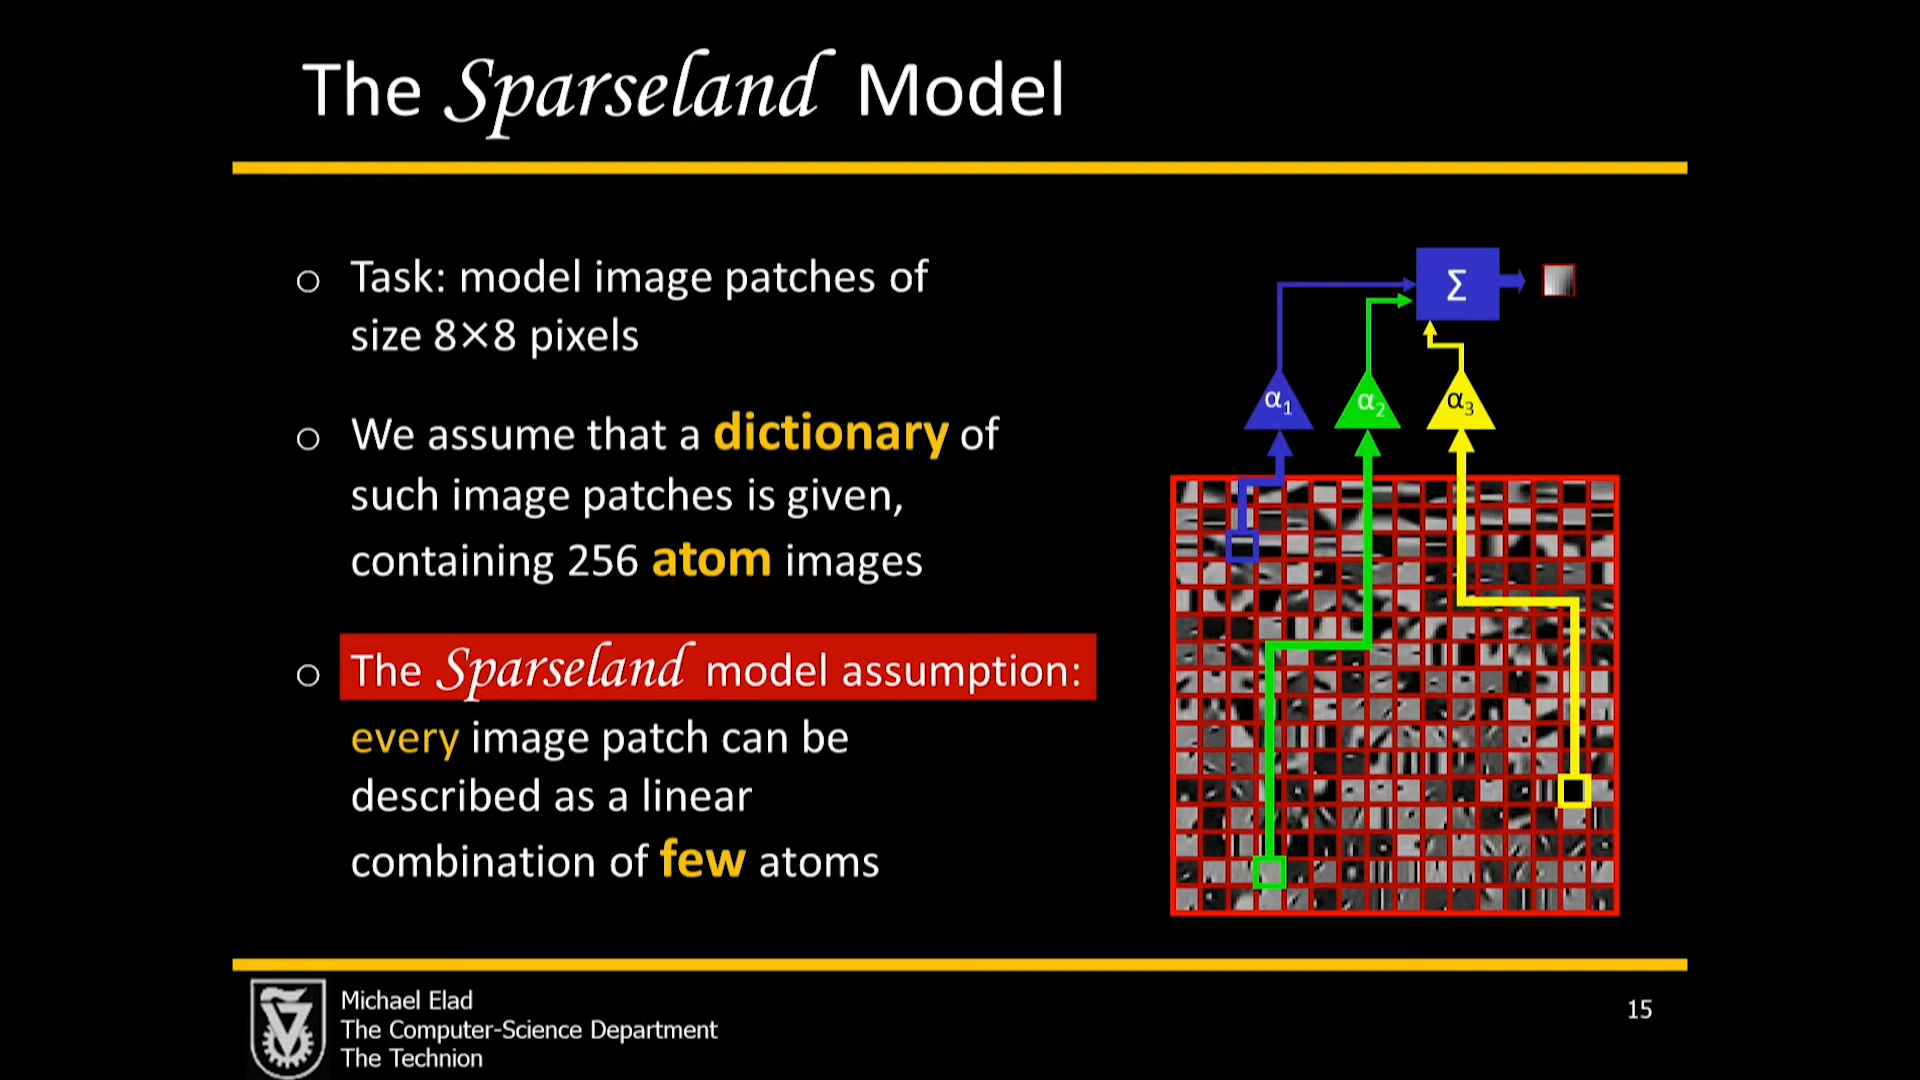 The Sparseland Model
○ Task: model image patches of
size 8×8 pixels
○ We assume that a dictionary of
such image patches is given,
containing 256 atom images
○ The Sparseland model assumption:
every image patch can be
described as a linear
combination of few atoms
Σ
α1 α2 α3
Michael Elad
The Computer-Science Department
The Technion
15